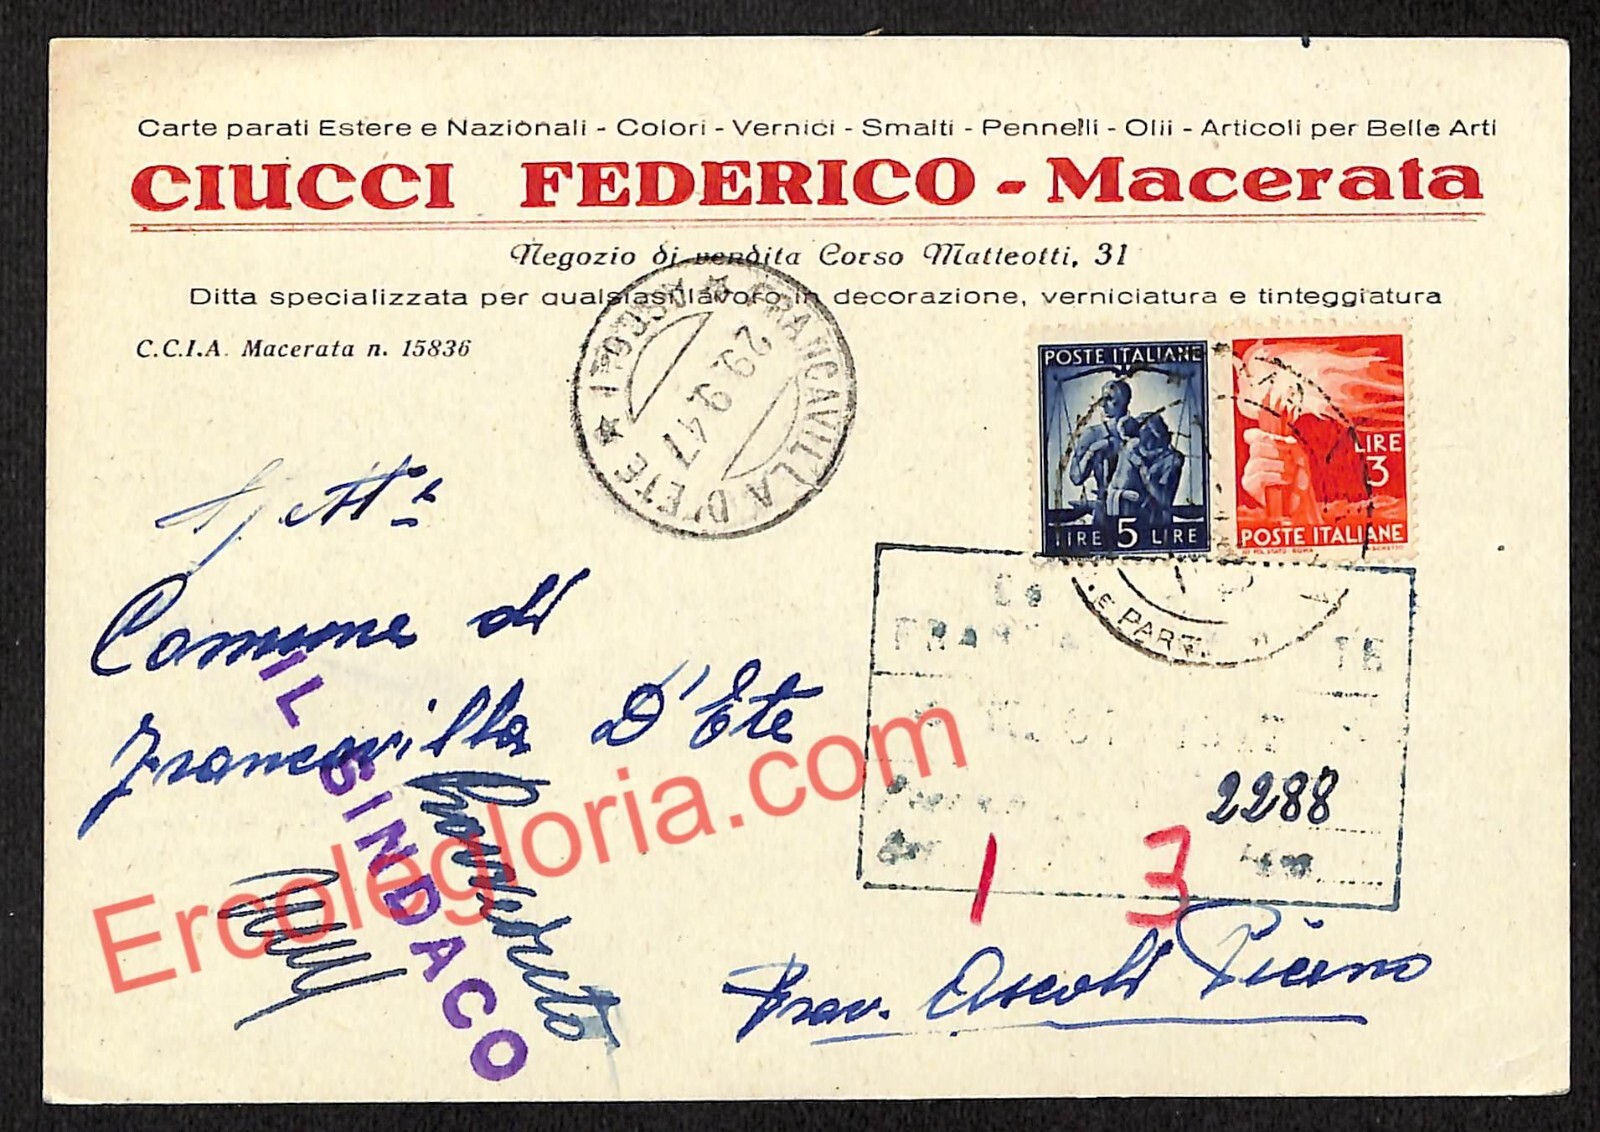 Carte parati Estere e Nazionali - Colori - Vernici - Smalti - Pennelli - Olii - Articoli per Belle Arti
CIUCCI FEDERICO - Macerata
Negozio di vendita Corso Matteotti, 31
Ditta specializzata per qualsiasi lavoro in decorazione, verniciatura e tinteggiatura
C.C.I.A. Macerata n. 15836
FRANCAVILLA D'ETE
29.9.47
POSTE ITALIANE
LIRE 5 LIRE
LIRE
3
POSTE ITALIANE
E PART
Spett.
Comune di
Francavilla D'Ete
IL SINDACO
2288
1 3
Prov. Ascoli Piceno
Ercolegloria.com